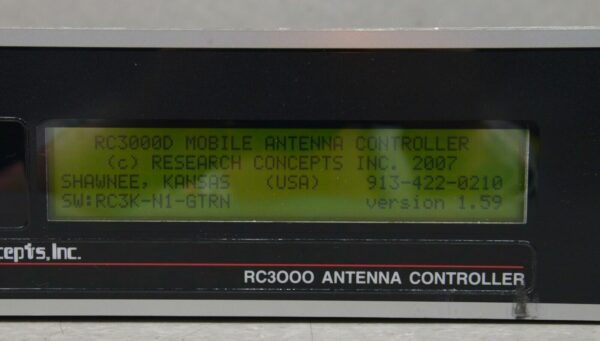 RC3000D MOBILE ANTENNA CONTROLLER
(c) RESEARCH CONCEPTS INC. 2007
SHAWNEE, KANSAS (USA) 913-422-0210
SW:RC3K-N1-GTRN version 1.59
cepts, Inc.
RC3000 ANTENNA CONTROLLER